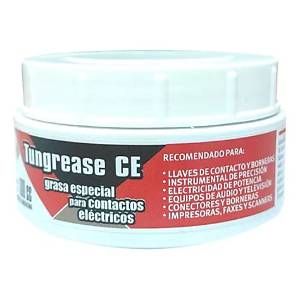 Tungrease CE
grasa especial
para contactos
eléctricos
RECOMENDADO PARA:
• LLAVES DE CONTACTO Y BORNERAS
• INSTRUMENTAL DE PRECISIÓN
• ELECTRICIDAD DE POTENCIA
• EQUIPOS DE AUDIO Y TELEVISIÓN
• CONECTORES Y BORNERAS
• IMPRESORAS, FAXES Y SCANNERS